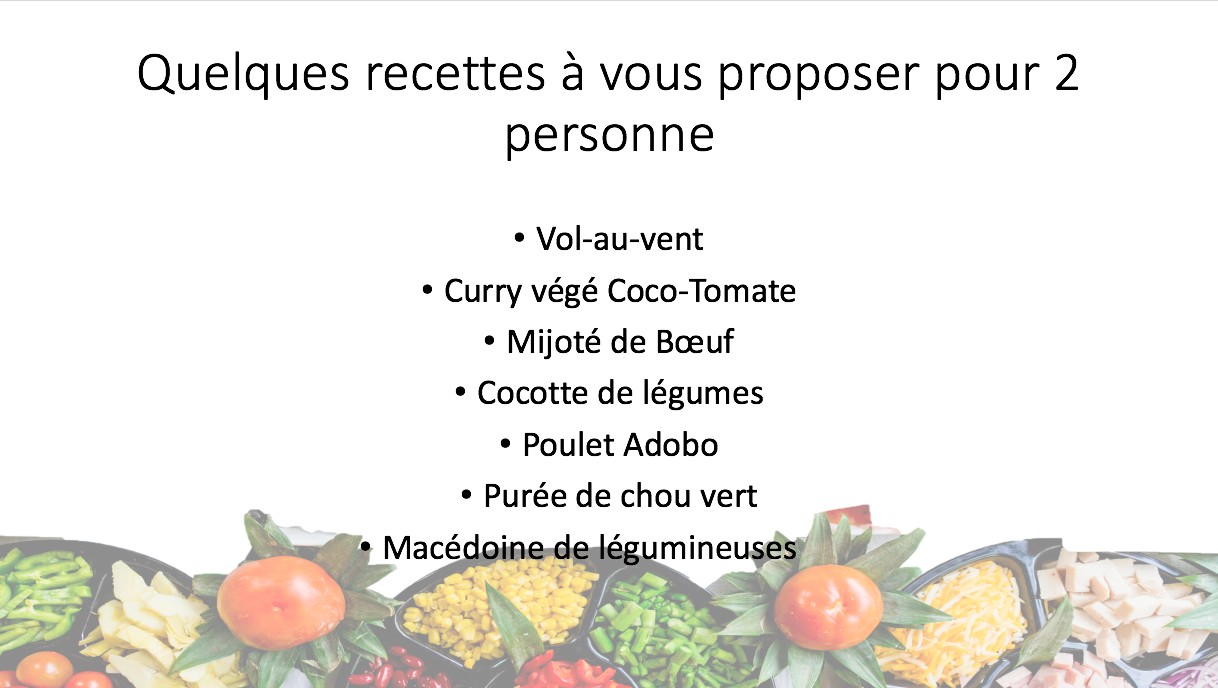 Quelques recettes à vous proposer pour 2
personne
• Vol-au-vent
• Curry végé Coco-Tomate
• Mijoté de Bœuf
• Cocotte de légumes
• Poulet Adobo
• Purée de chou vert
• Macédoine de légumineuses